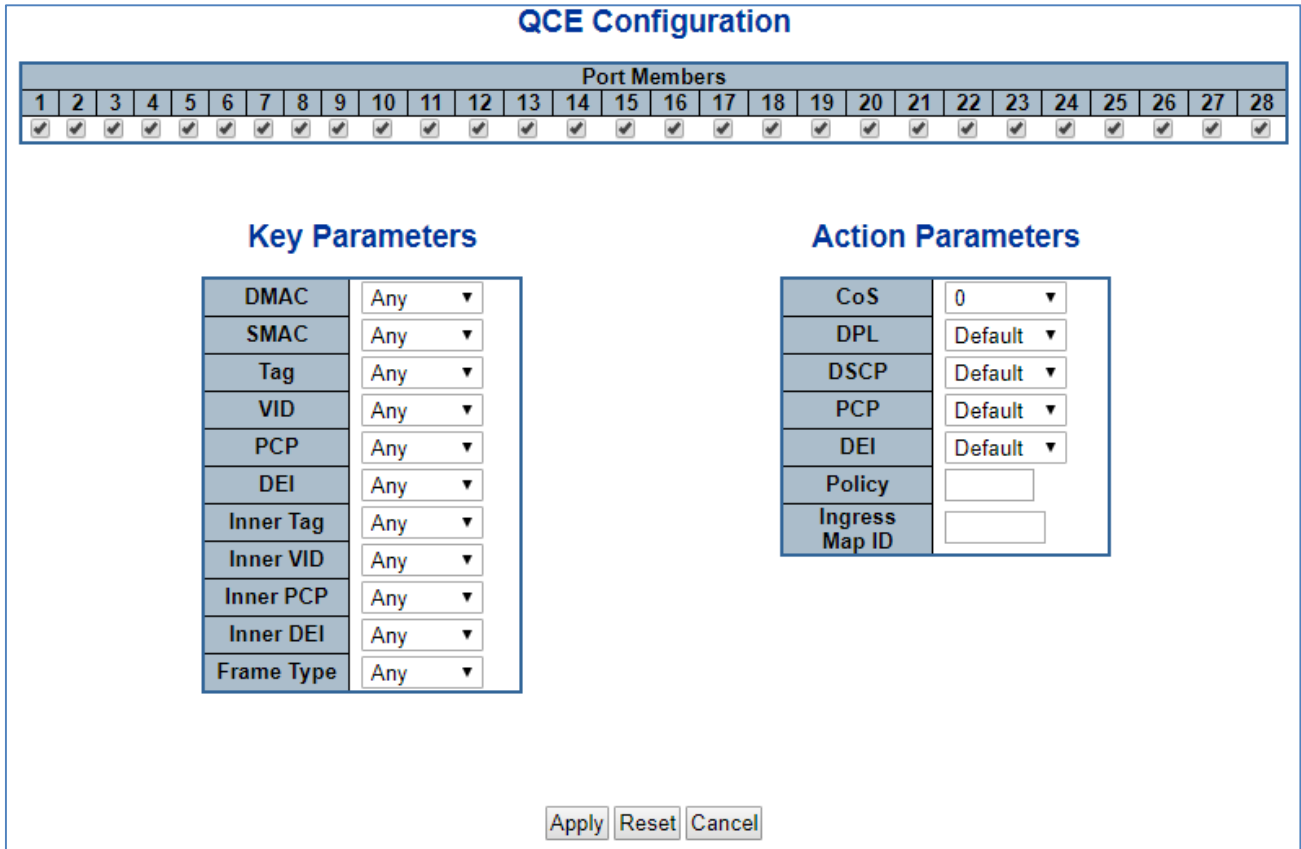 QCE Configuration
Port Members
1 2 3 4 5 6 7 8 9 10 11 12 13 14 15 16 17 18 19 20 21 22 23 24 25 26 27 28
Key Parameters
DMAC Any
SMAC Any
Tag Any
VID Any
PCP Any
DEI Any
Inner Tag Any
Inner VID Any
Inner PCP Any
Inner DEI Any
Frame Type Any
Action Parameters
CoS 0
DPL Default
DSCP Default
PCP Default
DEI Default
Policy
Ingress
Map ID
Apply Reset Cancel